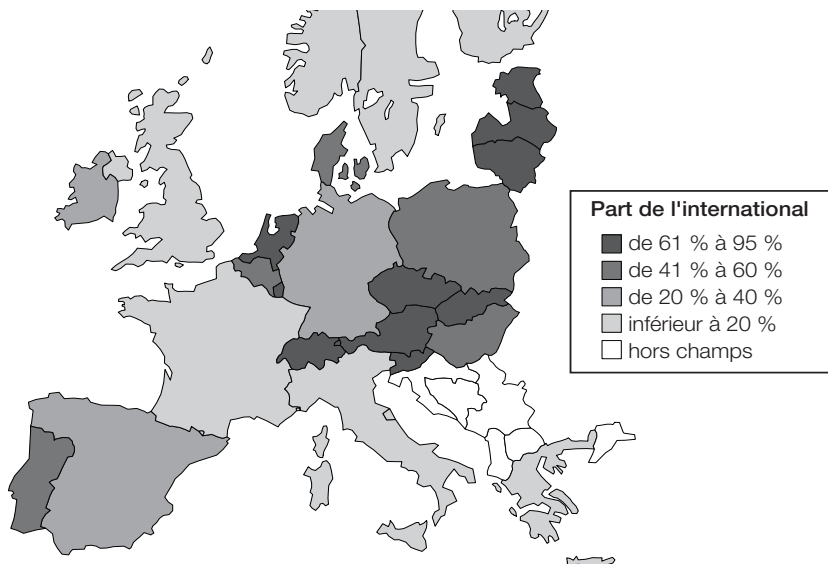 Part de l'international
de 61 % à 95 %
de 41 % à 60 %
de 20 % à 40 %
inférieur à 20 %
hors champs